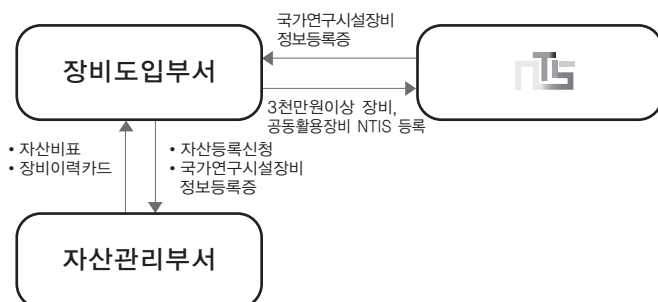 국가연구시설장비
정보등록증
장비도입부서
NTIS
3천만원이상 장비,
공동활용장비 NTIS 등록
• 자산비표
• 장비이력카드
• 자산등록신청
• 국가연구시설장비
정보등록증
자산관리부서